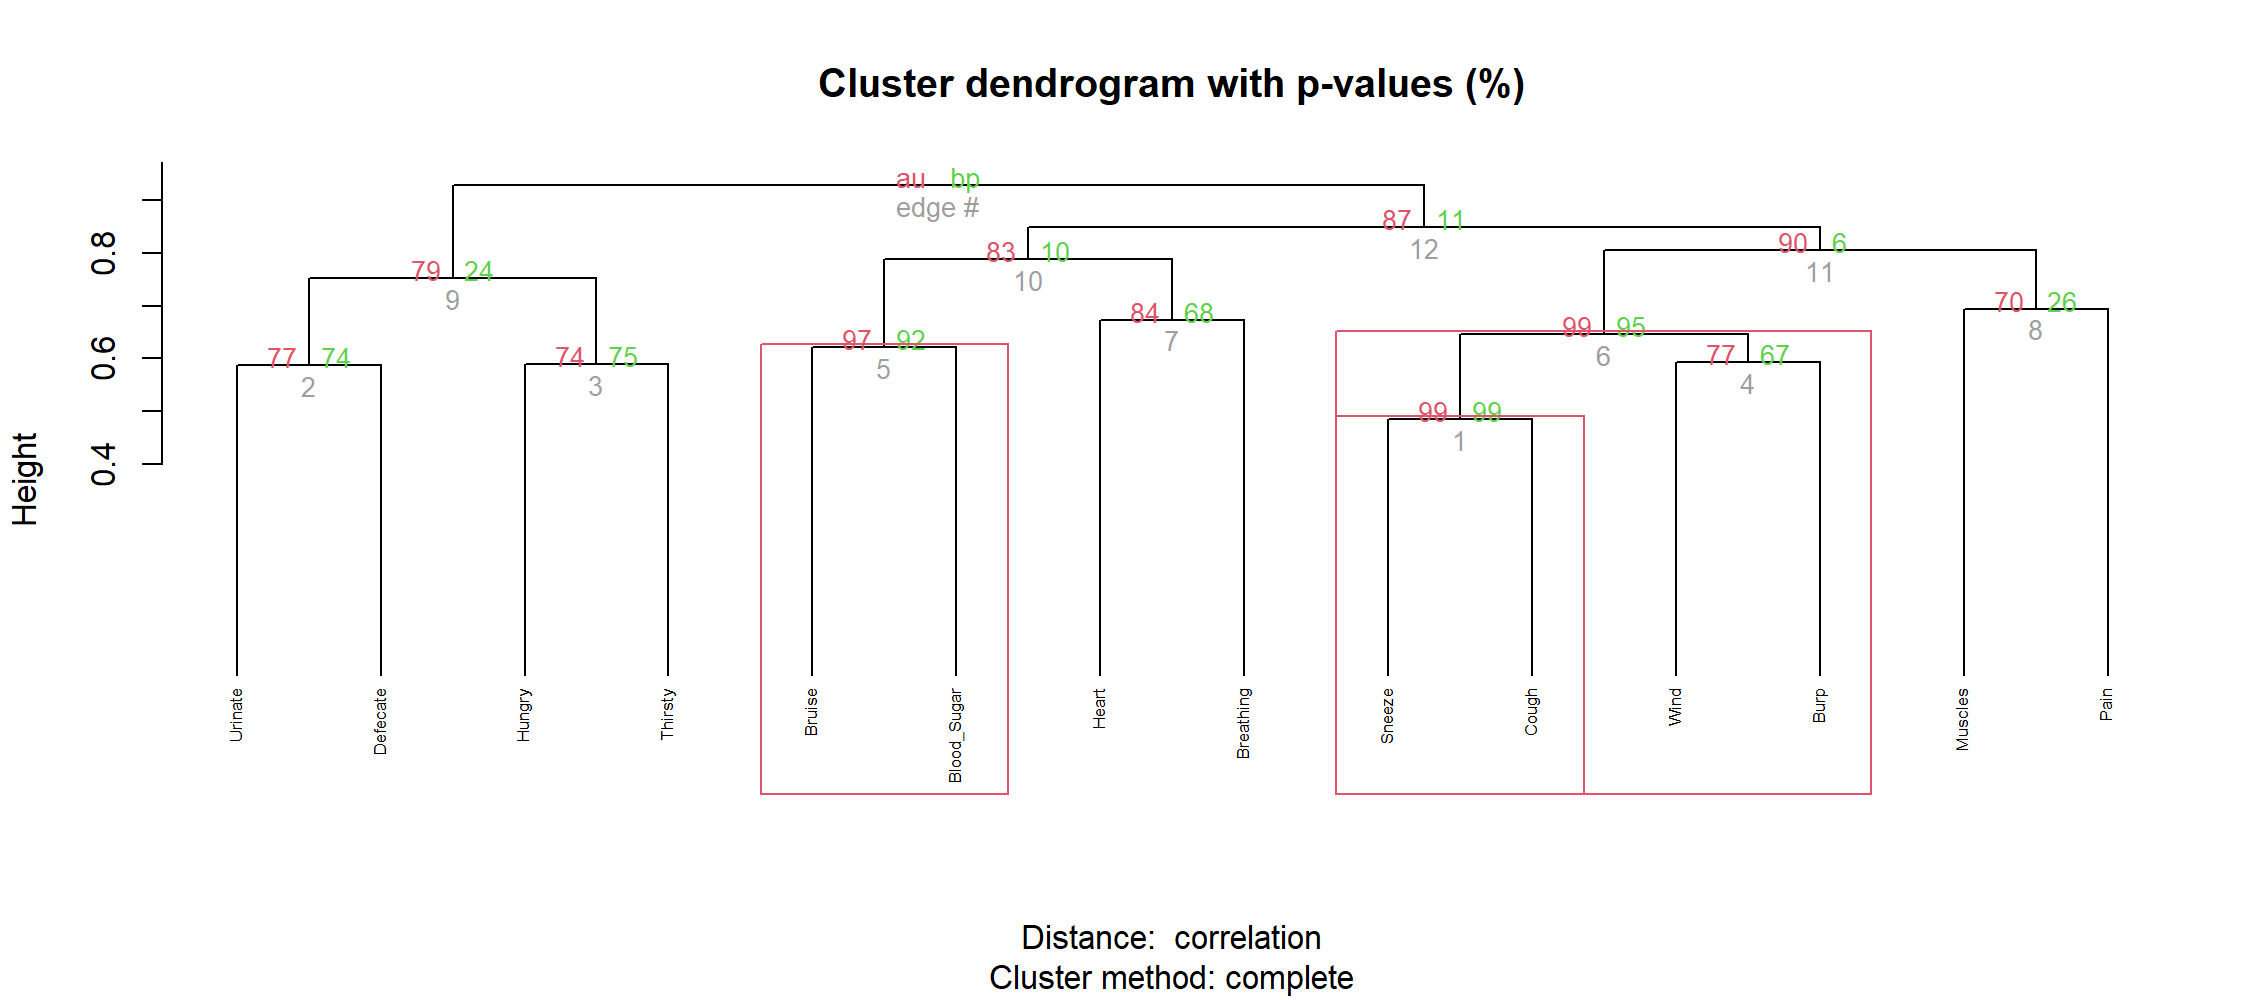 Cluster dendrogram with p-values (%)
Height
0.4 0.6 0.8
au bp
edge #
87 11
12
90 6
11
83 10
10
79 24
9
70 26
8
84 68
7
99 95
6
97 92
5
77 67
4
74 75
3
77 74
2
99 99
1
Urinate
Defecate
Hungry
Thirsty
Bruise
Blood_Sugar
Heart
Breathing
Sneeze
Cough
Wind
Burp
Muscles
Pain
Distance: correlation
Cluster method: complete